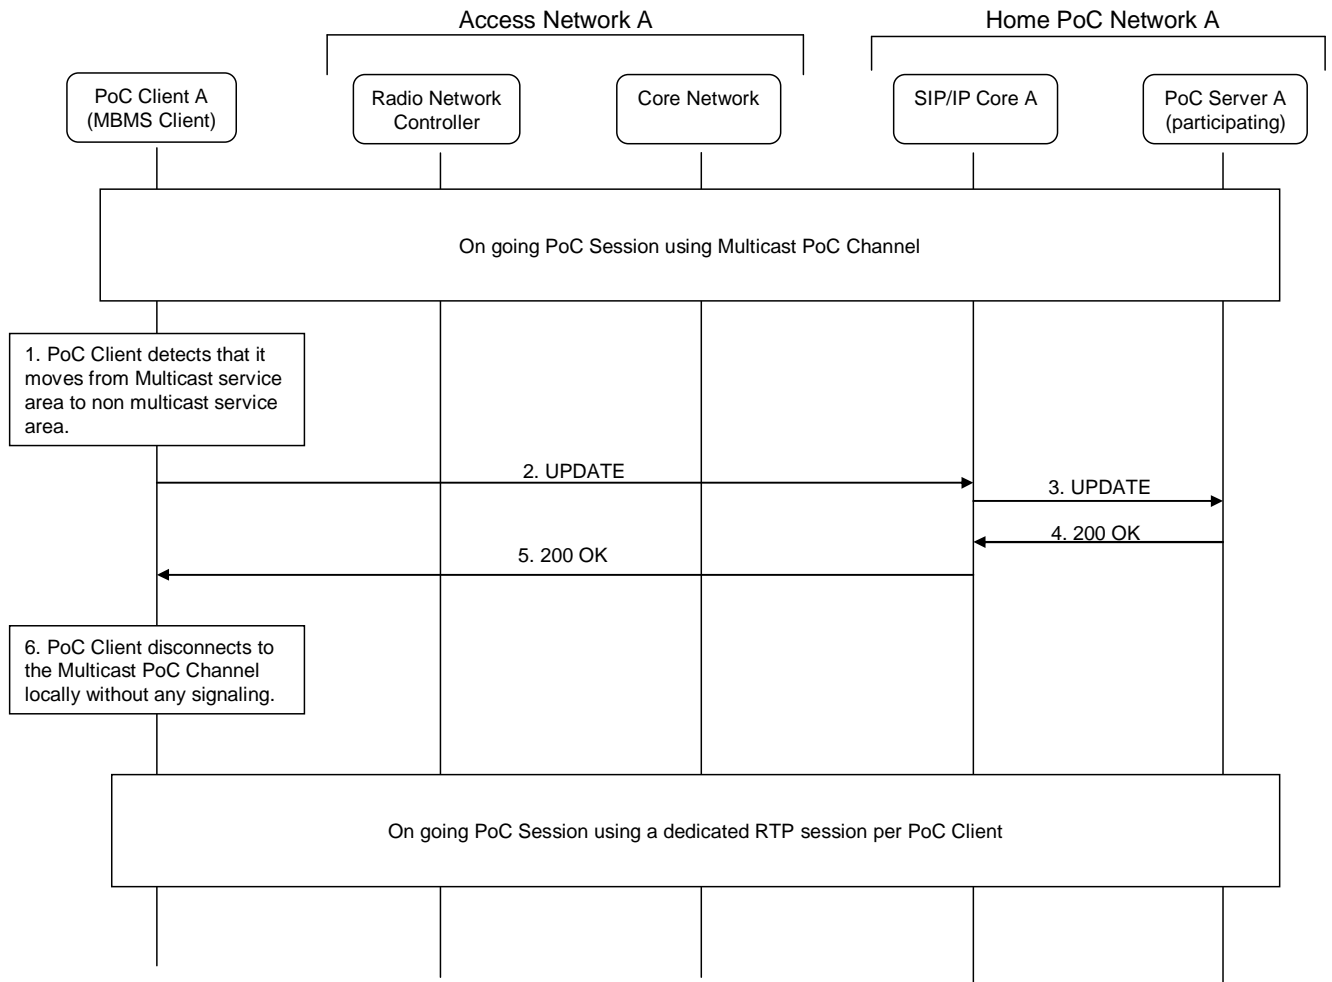 Access Network A
Home PoC Network A
PoC Client A
(MBMS Client)
Radio Network
Controller
Core Network
SIP/IP Core A
PoC Server A
(participating)
On going PoC Session using Multicast PoC Channel
1. PoC Client detects that it
moves from Multicast service
area to non multicast service
area.
2. UPDATE
3. UPDATE
4. 200 OK
5. 200 OK
6. PoC Client disconnects to
the Multicast PoC Channel
locally without any signaling.
On going PoC Session using a dedicated RTP session per PoC Client